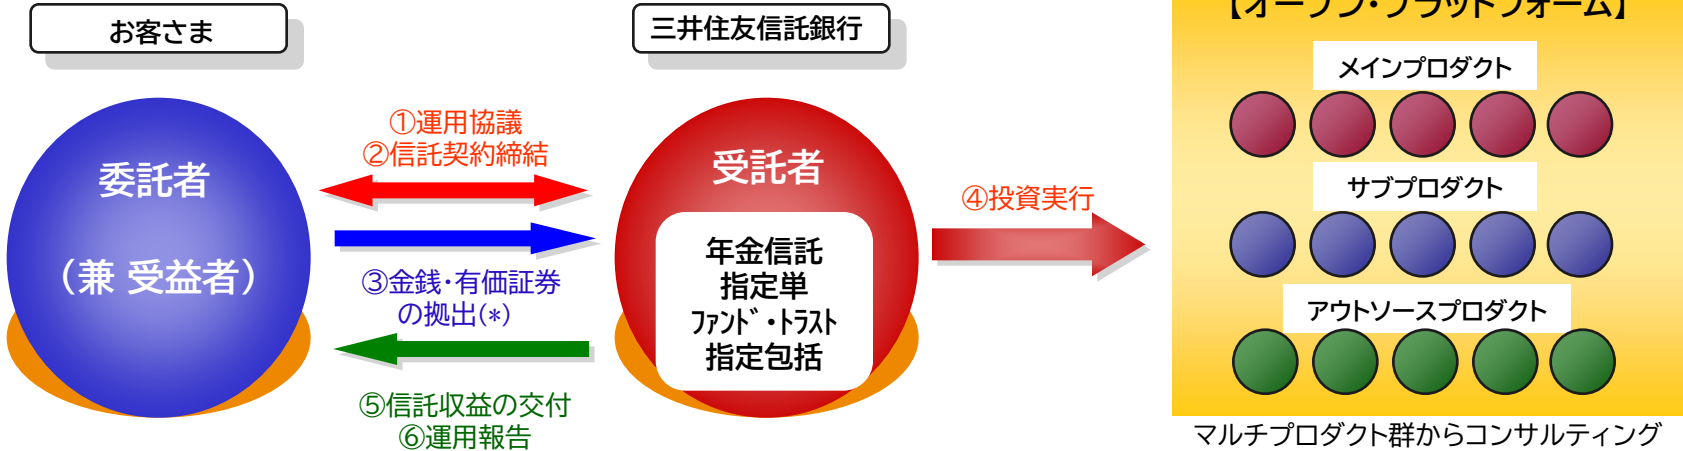 お客さま
三井住友信託銀行
【オープン・プラットフォーム】
メインプロダクト
サブプロダクト
アウトソースプロダクト
マルチプロダクト群からコンサルティング
委託者
（兼 受益者）
①運用協議
②信託契約締結
③金銭・有価証券
の拠出(*)
⑤信託収益の交付
⑥運用報告
受託者
年金信託
指定単
ﾌｧﾝﾄﾞ・ﾄﾗｽﾄ
指定包括
④投資実行